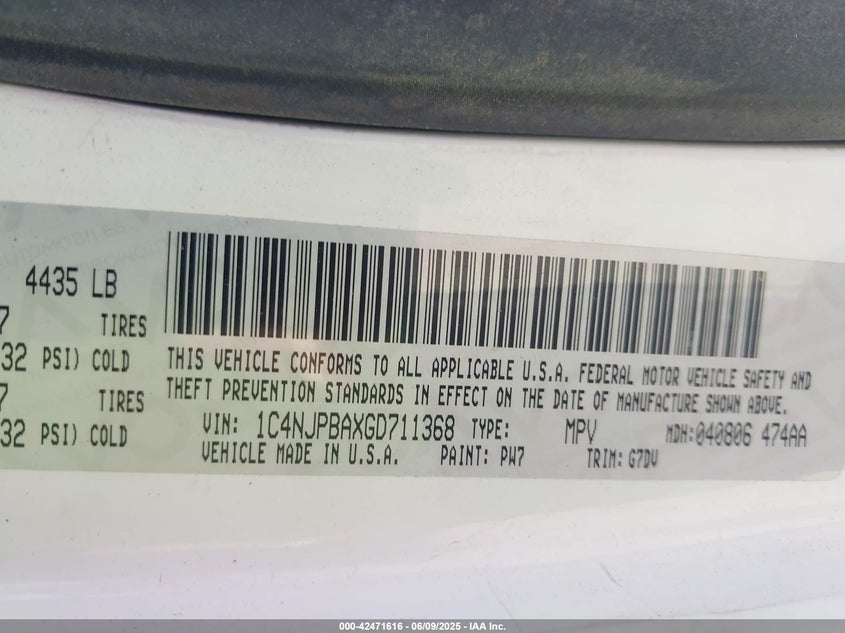 4435 LB
7 TIRES
32 PSI) COLD
7 TIRES
32 PSI) COLD
THIS VEHICLE CONFORMS TO ALL APPLICABLE U.S.A. FEDERAL MOTOR VEHICLE SAFETY AND
THEFT PREVENTION STANDARDS IN EFFECT ON THE DATE OF MANUFACTURE SHOWN ABOVE.
VIN: 1C4NJPBAXGD711368 TYPE: MPV MDH:040806 474AA
VEHICLE MADE IN U.S.A. PAINT: PW7 TRIM: G7DV
000-42471616 - 06/09/2025 - IAA Inc.